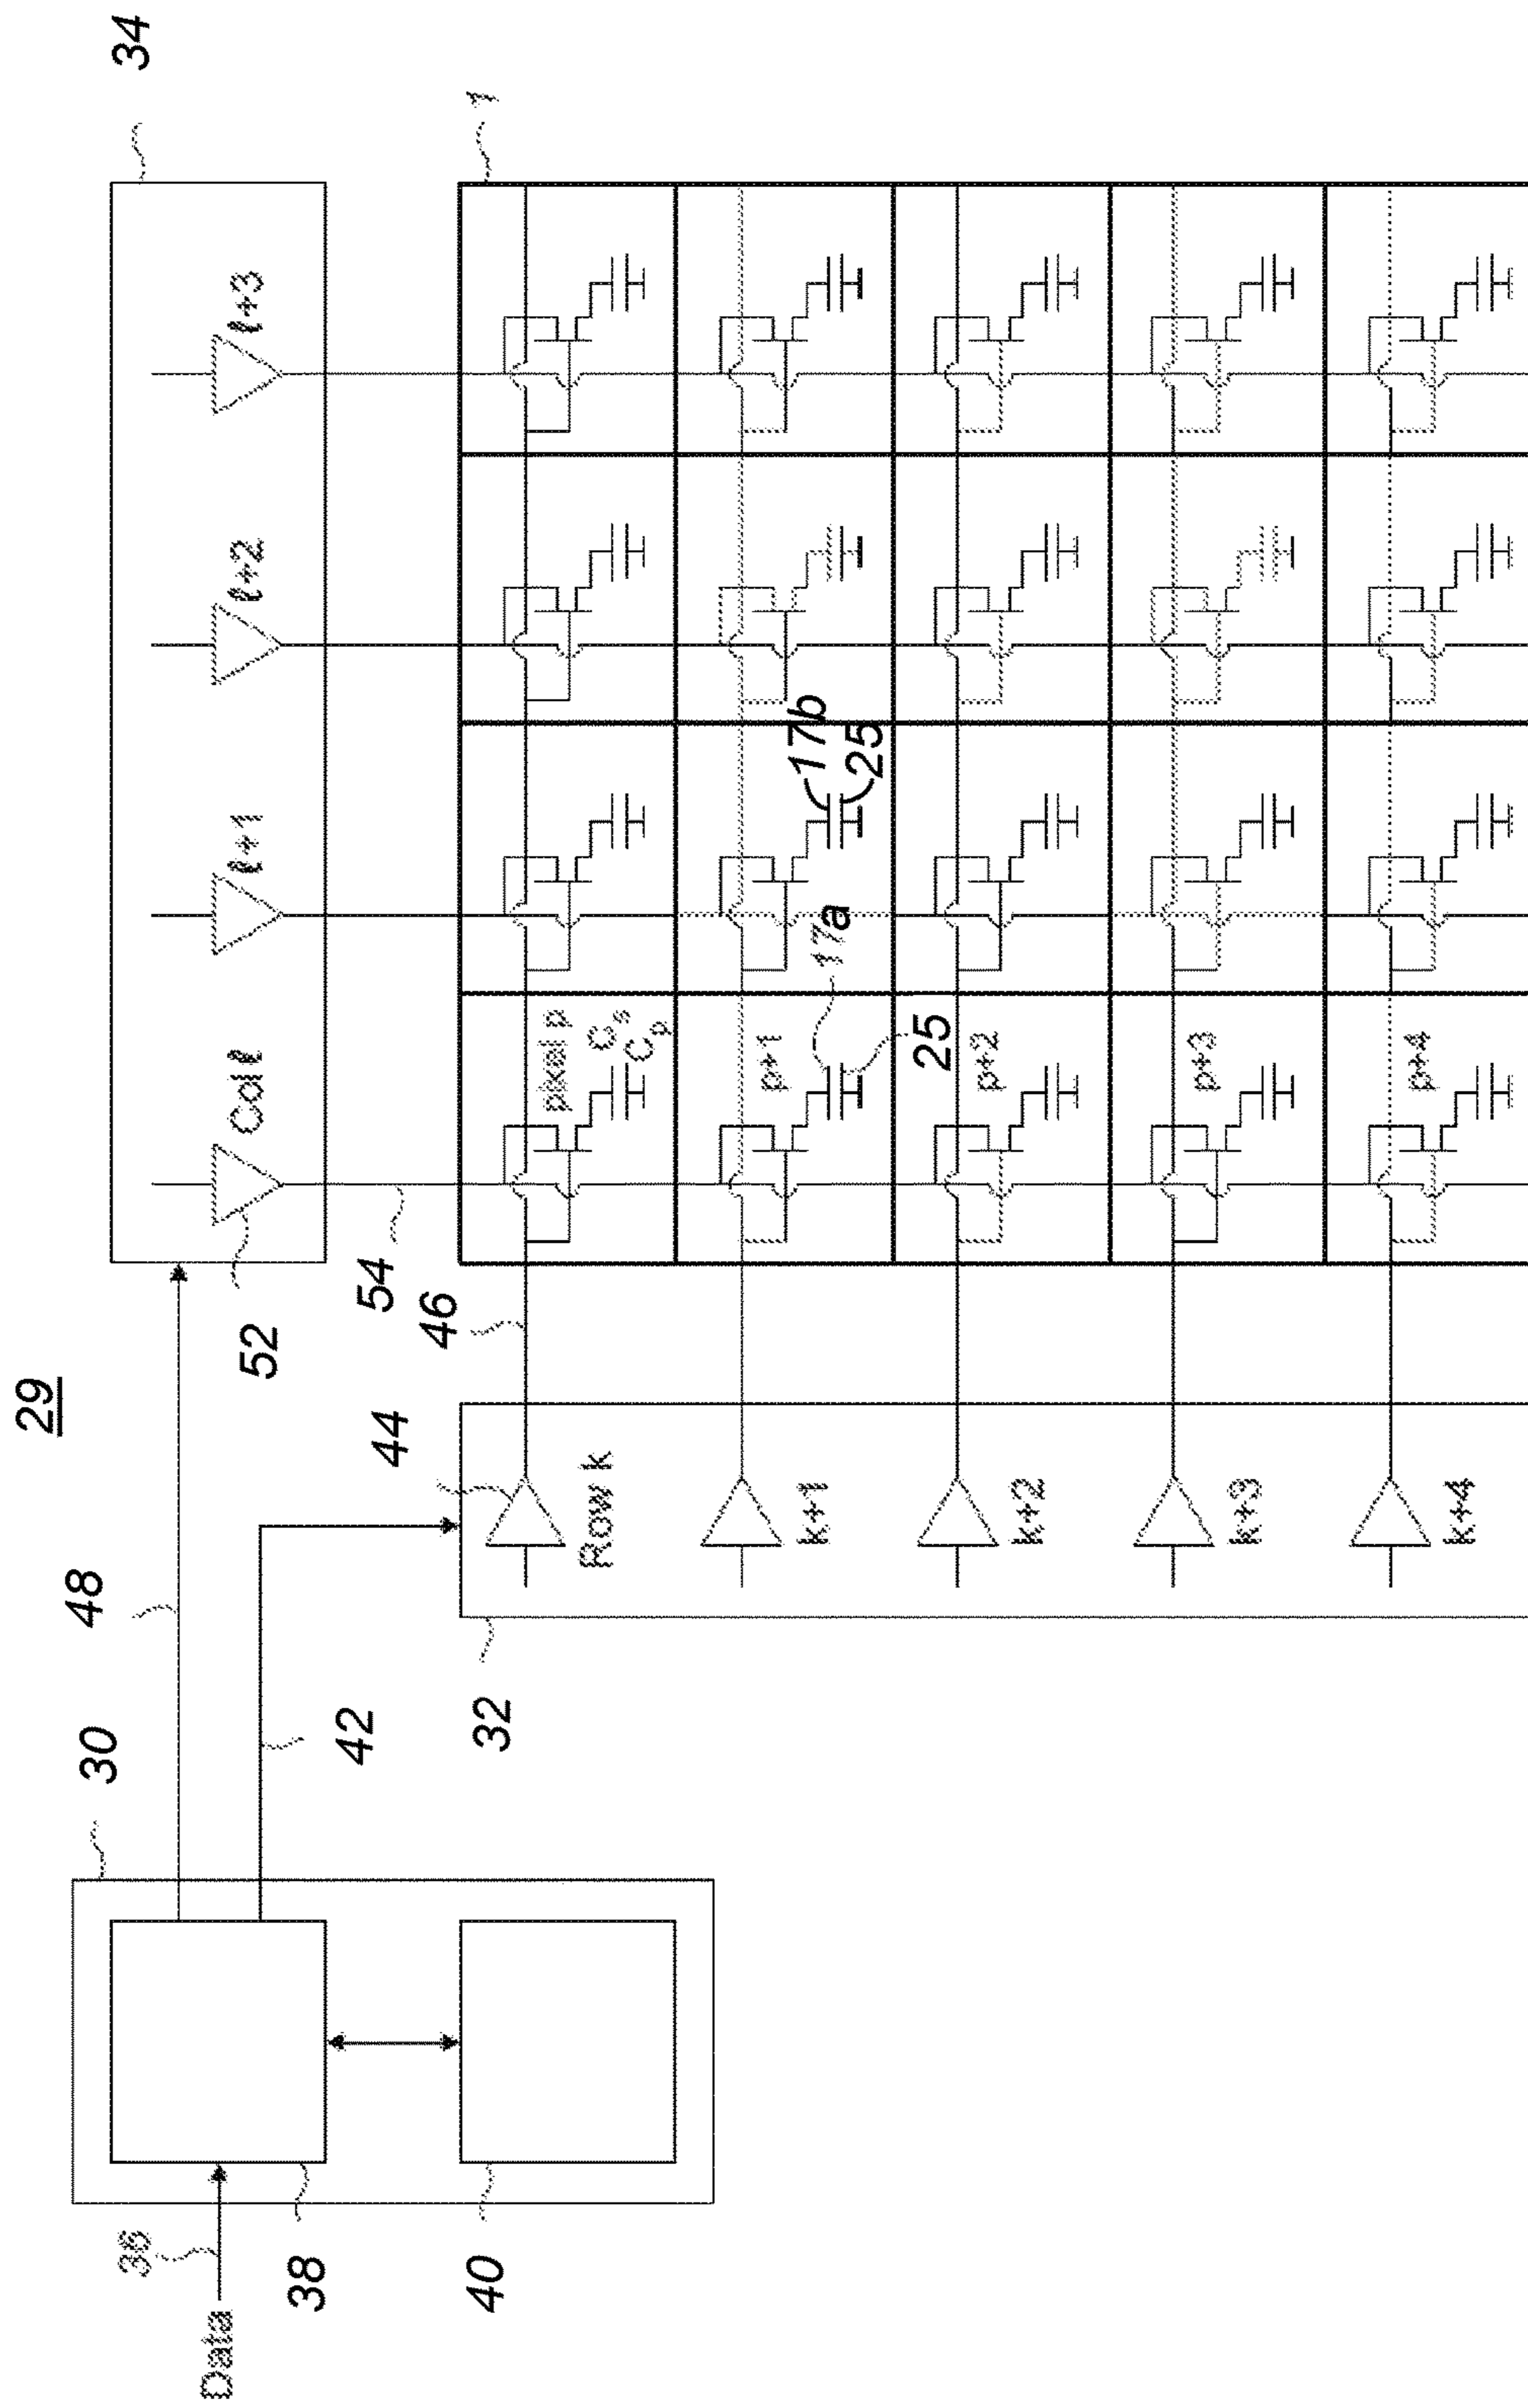 29
34
Col ℓ
ℓ+1
ℓ+2
ℓ+3
52
54
1
30
48
42
36
Data
38
40
44
46
32
Row k
k+1
k+2
k+3
k+4
pixel p
Cs
Cp
p+1
17a
25
17b
25
p+2
p+3
p+4